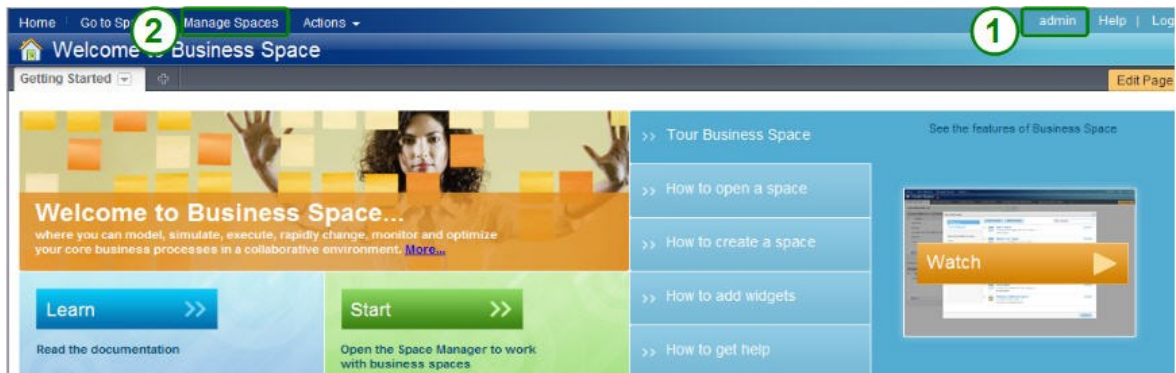 Home Go to Sp 2 Manage Spaces Actions 1 admin Help | Log
Welcome to Business Space
Getting Started Edit Page
>> Tour Business Space
See the features of Business Space
>> How to open a space
Welcome to Business Space...
where you can model, simulate, execute, rapidly change, monitor and optimize
your core business processes in a collaborative environment. More...
>> How to create a space
Watch
Learn >>
Start >>
>> How to add widgets
Read the documentation
Open the Space Manager to work
with business spaces
>> How to get help